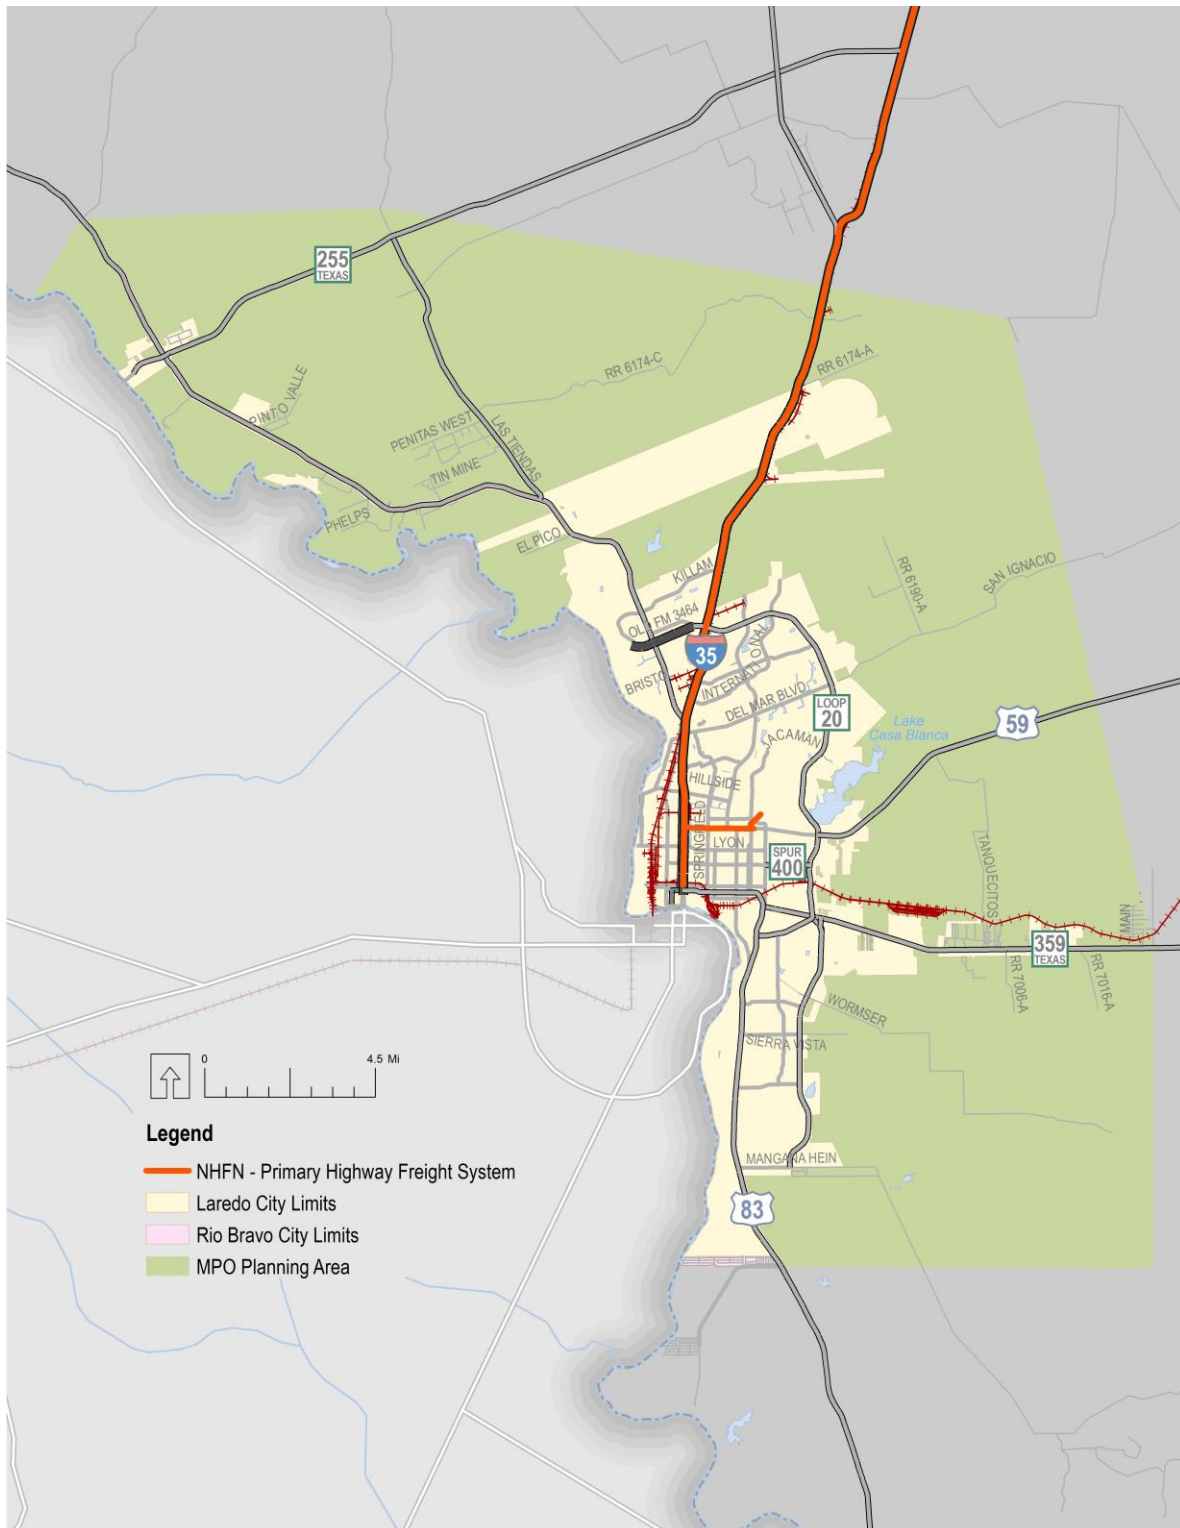 255
TEXAS
RR 6174-C
RR 6174-A
PINTO VALLE
PENITAS WEST
LAS TIENDAS
TIN MINE
PHELPS
EL PICO
KILLAM
RR 6190-A
SAN IGNACIO
FM 3464
35
INTERNATIONAL
DEL MAR BLVD
LOOP
20
59
Lake
Casa Blanca
JACAMAN
HILLSIDE
SPRINGFIELD
LYON
SPUR
400
TANQUECITOS
MAIN
359
TEXAS
RR 7006-A
RR 7016-A
WORMSER
SIERRA VISTA
0
4.5 Mi
Legend
NHFN - Primary Highway Freight System
Laredo City Limits
Rio Bravo City Limits
MPO Planning Area
MANGANA HEIN
83